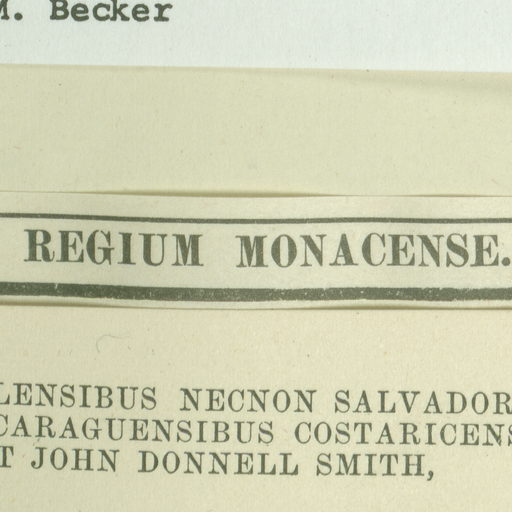 M. Becker
REGIUM MONACENSE.
LENSIBUS NECNON SALVADOR
CARAGUENSIBUS COSTARICENS
T JOHN DONNELL SMITH,